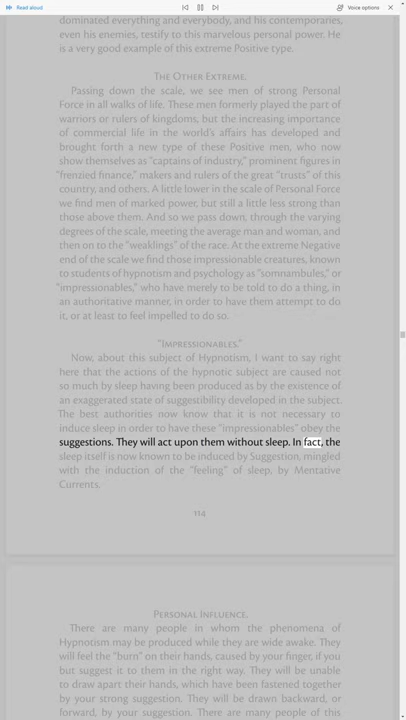 Read aloud
Voice options
dominated everything and everybody, and his contemporaries,
even his enemies, testify to this marvelous personal power. He
is a very good example of this extreme Positive type.
The Other Extreme.
Passing down the scale, we see men of strong Personal
Force in all walks of life. These men formerly played the part of
warriors or rulers of kingdoms, but the increasing importance
of commercial life in the world's affairs has developed and
brought forth a new type of these Positive men, who now
show themselves as "captains of industry," prominent figures in
"frenzied finance," makers and rulers of the great "trusts" of this
country, and others. A little lower in the scale of Personal Force
we find men of marked power, but still a little less strong than
those above them. And so we pass down, through the varying
degrees of the scale, meeting the average man and woman, and
then on to the "weaklings" of the race. At the extreme Negative
end of the scale we find those impressionable creatures, known
to students of hypnotism and psychology as "somnambules," or
"impressionables," who have merely to be told to do a thing, in
an authoritative manner, in order to have them attempt to do
it, or at least to feel impelled to do so.
"Impressionables."
Now, about this subject of Hypnotism, I want to say right
here that the actions of the hypnotic subject are caused not
so much by sleep having been produced as by the existence of
an exaggerated state of suggestibility developed in the subject.
The best authorities now know that it is not necessary to
induce sleep in order to have these "impressionables" obey the
suggestions. They will act upon them without sleep. In fact, the
sleep itself is now known to be induced by Suggestion, mingled
with the induction of the "feeling" of sleep, by Mentative
Currents.
114
Personal Influence.
There are many people in whom the phenomena of
Hypnotism may be produced while they are wide awake. They
will feel the "burn" on their hands, caused by your finger, if you
but suggest it to them in the right way. They will be unable
to draw apart their hands, which have been fastened together
by your strong suggestion. They will be drawn backward, or
forward, by your suggestion. There are many people of this